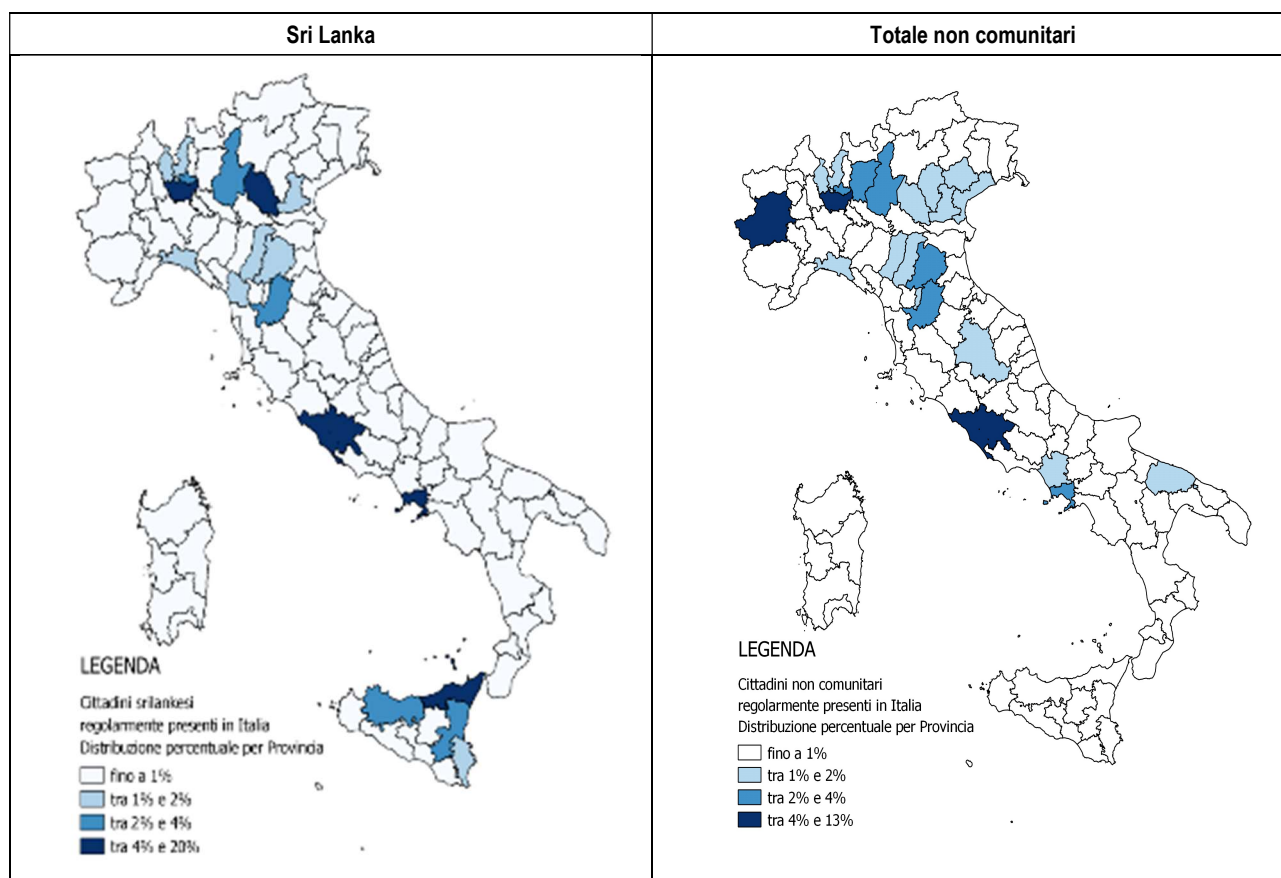 Sri Lanka
Totale non comunitari
LEGENDA
Cittadini srilankesi
regolarmente presenti in Italia
Distribuzione percentuale per Provincia
fino a 1%
tra 1% e 2%
tra 2% e 4%
tra 4% e 20%
LEGENDA
Cittadini non comunitari
regolarmente presenti in Italia
Distribuzione percentuale per Provincia
fino a 1%
tra 1% e 2%
tra 2% e 4%
tra 4% e 13%